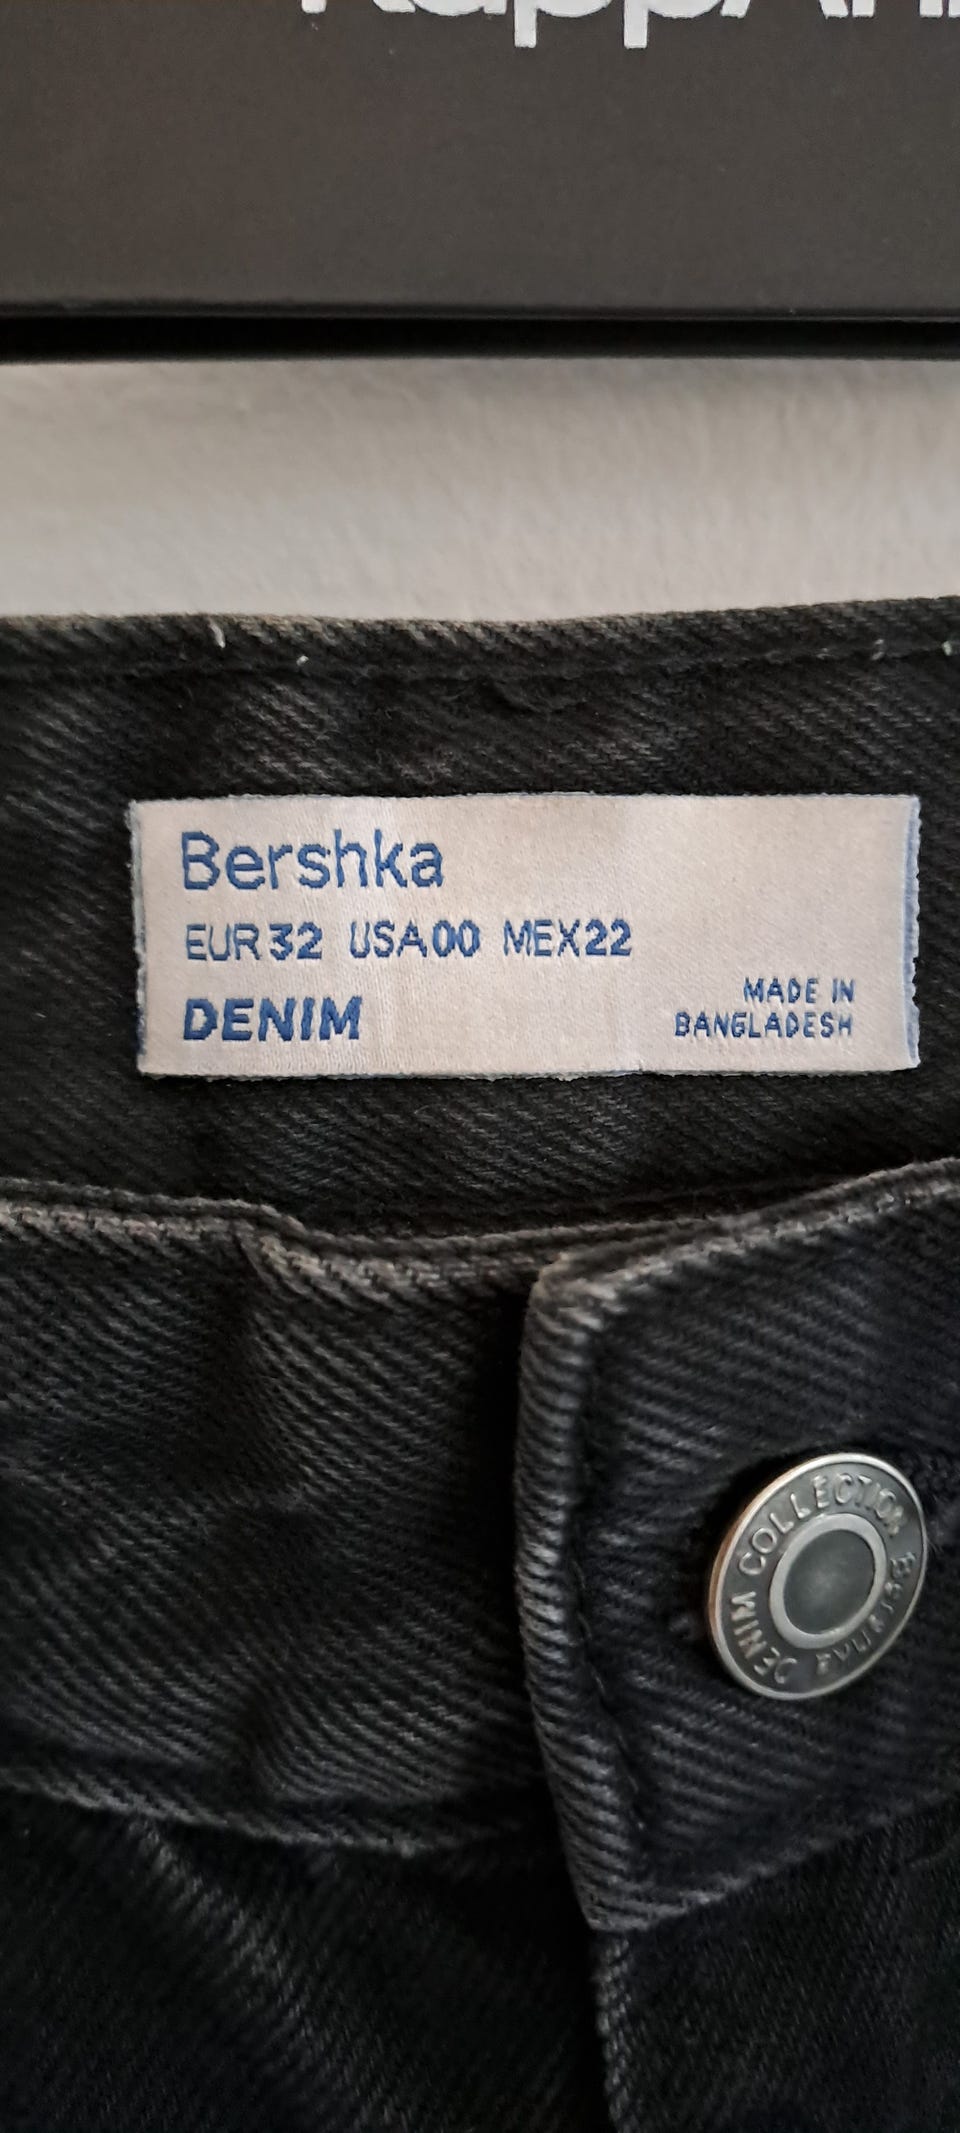 Bershka
EUR32 USA00 MEX22
DENIM
MADE IN
BANGLADESH
DENIM COLLECTION